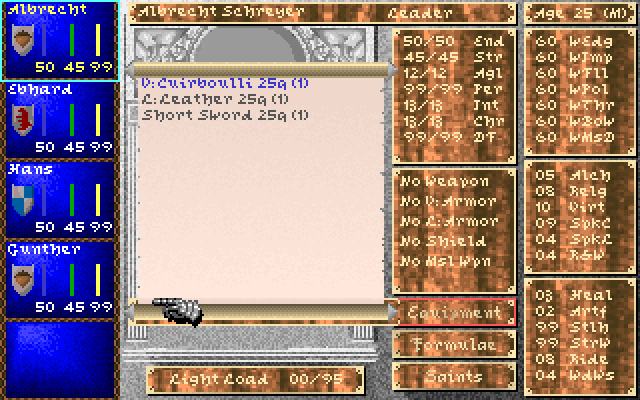 Albrecht
50 45 99
Ebhard
50 45 99
Hans
50 45 99
Gunther
50 45 99
Albrecht Schreyer Leader
V:Cuirboulli 25q (1)
L:Leather 25q (1)
Short Sword 25q (1)
Light Load 00/95
50/50 End
45/45 Str
12/12 Agl
99/99 Per
13/13 Int
13/13 Chr
99/99 DF
No Weapon
No V:Armor
No L:Armor
No Shield
No MslWpn
Equipment
Formulae
Saints
Age 25 (M)
60 WEdg
60 WImp
60 WFll
60 WPol
60 WThr
60 WBow
60 WMsD
05 Alch
08 Relg
10 Virt
09 SpkC
04 SpkL
04 R&W
03 Heal
02 Artf
99 Stlh
99 StrW
08 Ride
04 WdWs